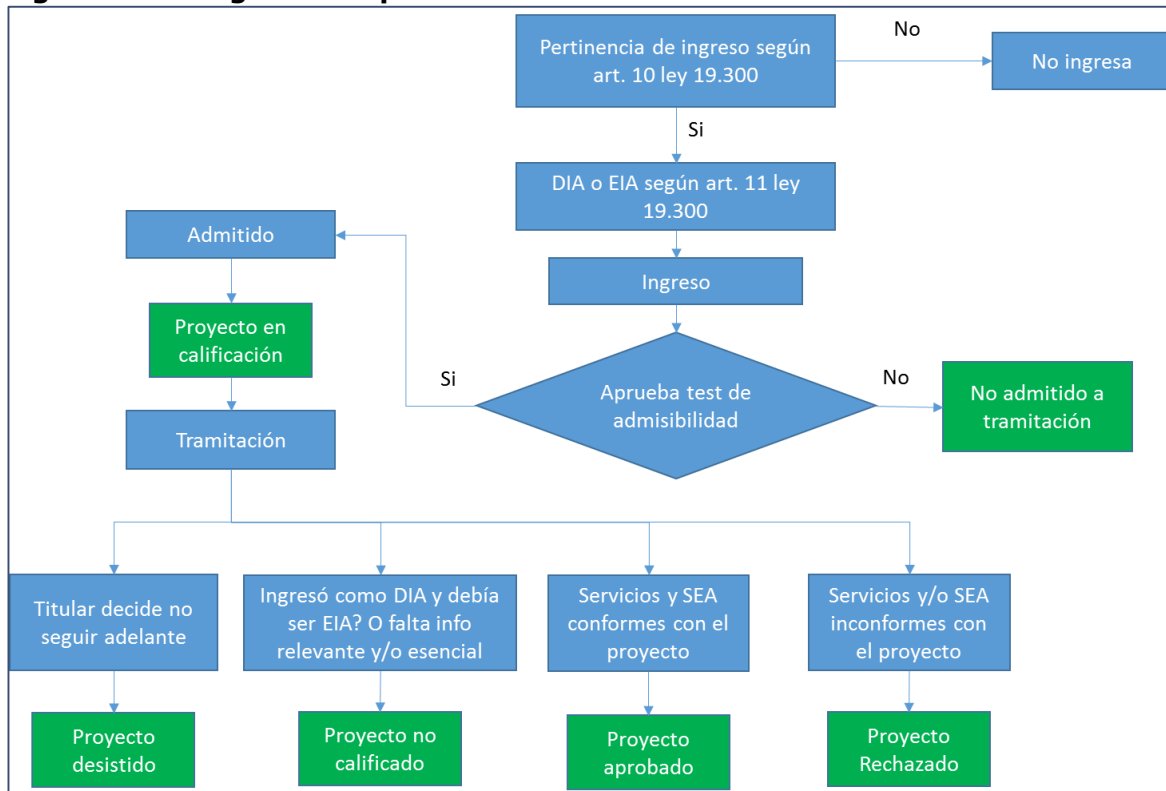 Pertinencia de ingreso según
art. 10 ley 19.300
No
No ingresa
Si
DIA o EIA según art. 11 ley
19.300
Admitido
Ingreso
Proyecto en
calificación
Si
Aprueba test de
admisibilidad
No
No admitido a
tramitación
Tramitación
Titular decide no
seguir adelante
Ingresó como DIA y debía
ser EIA? O falta info
relevante y/o esencial
Servicios y SEA
conformes con el
proyecto
Servicios y/o SEA
inconformes con
el proyecto
Proyecto
desistido
Proyecto no
calificado
Proyecto
aprobado
Proyecto
Rechazado